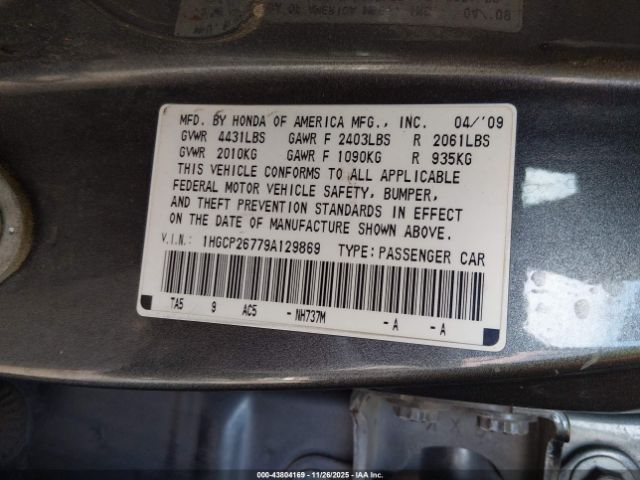 MFD. BY HONDA OF AMERICA MFG., INC. 04/'09
GVWR 4431LBS GAWR F 2403LBS R 2061LBS
GVWR 2010KG GAWR F 1090KG R 935KG
THIS VEHICLE CONFORMS TO ALL APPLICABLE
FEDERAL MOTOR VEHICLE SAFETY, BUMPER,
AND THEFT PREVENTION STANDARDS IN EFFECT
ON THE DATE OF MANUFACTURE SHOWN ABOVE.
V.I.N.: 1HGCP26779A129869 TYPE: PASSENGER CAR
TA5 9 AC5 - NH737M - A - A
000-43804169 11/26/2025 IAAI.COM